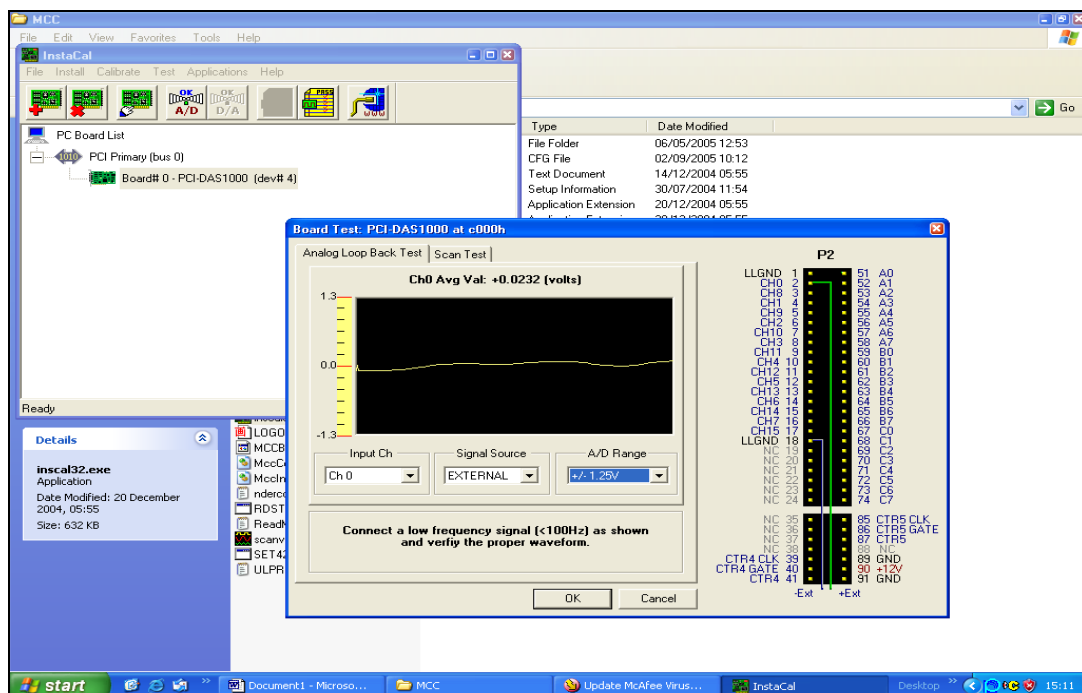 MCC
File Edit View Favorites Tools Help
InstaCal
File Install Calibrate Test Applications Help
OK A/D
OK D/A
PASS
Go
PC Board List
PCI Primary (bus 0)
Board# 0 - PCI-DAS1000 (dev# 4)
Ready
Type Date Modified
File Folder 06/05/2005 12:53
CFG File 02/09/2005 10:12
Text Document 14/12/2004 05:55
Setup Information 30/07/2004 11:54
Application Extension 20/12/2004 05:55
Details
inscal32.exe
Application
Date Modified: 20 December
2004, 05:55
Size: 632 KB
LOGO
MCCB
MccCo
MccIn
nderco
RDST
ReadM
scanv
SET42
ULPR
Board Test: PCI-DAS1000 at c000h
Analog Loop Back Test Scan Test
Ch0 Avg Val: +0.0232 (volts)
1.3
0.0
-1.3
Input Ch Signal Source A/D Range
Ch 0 EXTERNAL +/- 1.25V
Connect a low frequency signal (<100Hz) as shown
and verfiy the proper waveform.
OK Cancel
P2
LLGND 1 51 A0
CH0 2 52 A1
CH8 3 53 A2
CH1 4 54 A3
CH9 5 55 A4
CH2 6 56 A5
CH10 7 57 A6
CH3 8 58 A7
CH11 9 59 B0
CH4 10 60 B1
CH12 11 61 B2
CH5 12 62 B3
CH13 13 63 B4
CH6 14 64 B5
CH14 15 65 B6
CH7 16 66 B7
CH15 17 67 C0
LLGND 18 68 C1
NC 19 69 C2
NC 20 70 C3
NC 21 71 C4
NC 22 72 C5
NC 23 73 C6
NC 24 74 C7
NC 35 85 CTR5 CLK
NC 36 86 CTR5 GATE
NC 37 87 CTR5
NC 38 88 NC
CTR4 CLK 39 89 GND
CTR4 GATE 40 90 +12V
CTR4 41 91 GND
-Ext +Ext
start Document1 - Microso... MCC Update McAfee Virus... InstaCal Desktop 15:11